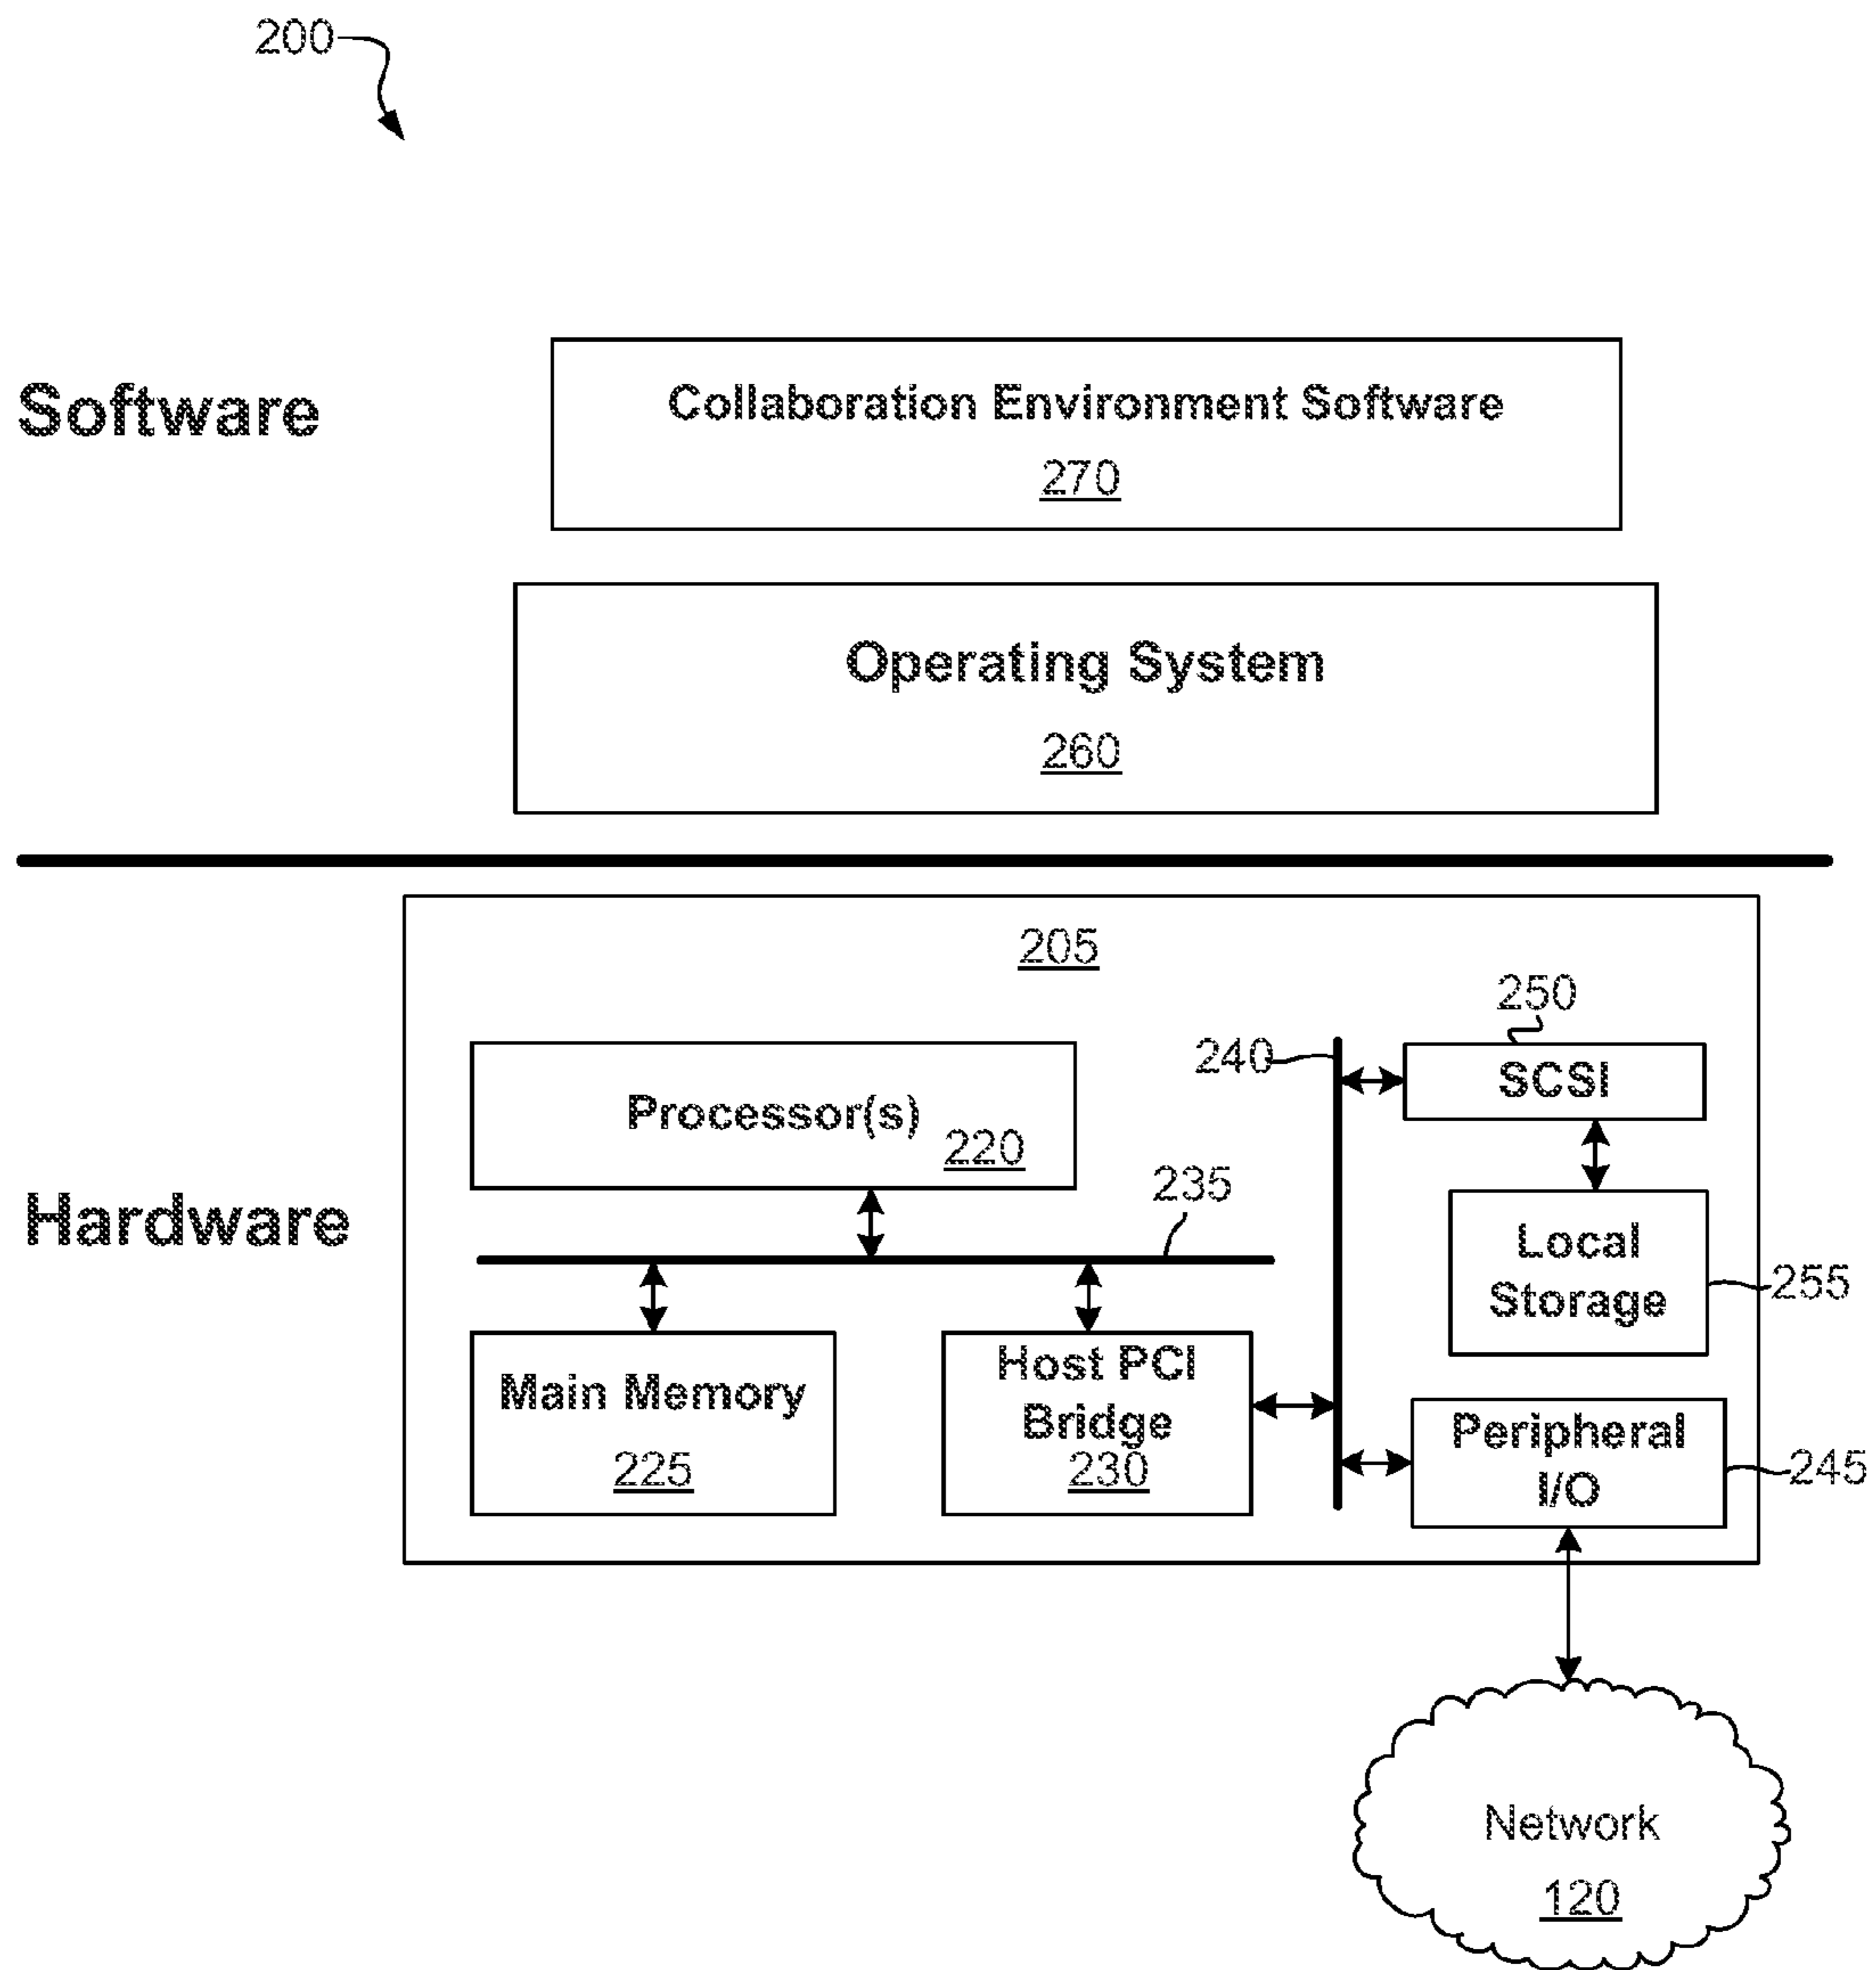 200
Software
Collaboration Environment Software
270
Operating System
260
205
250
240
SCSI
Processor(s)
220
235
Hardware
Local
Storage
255
Main Memory
225
Host PCI
Bridge
230
Peripheral
I/O
245
Network
120